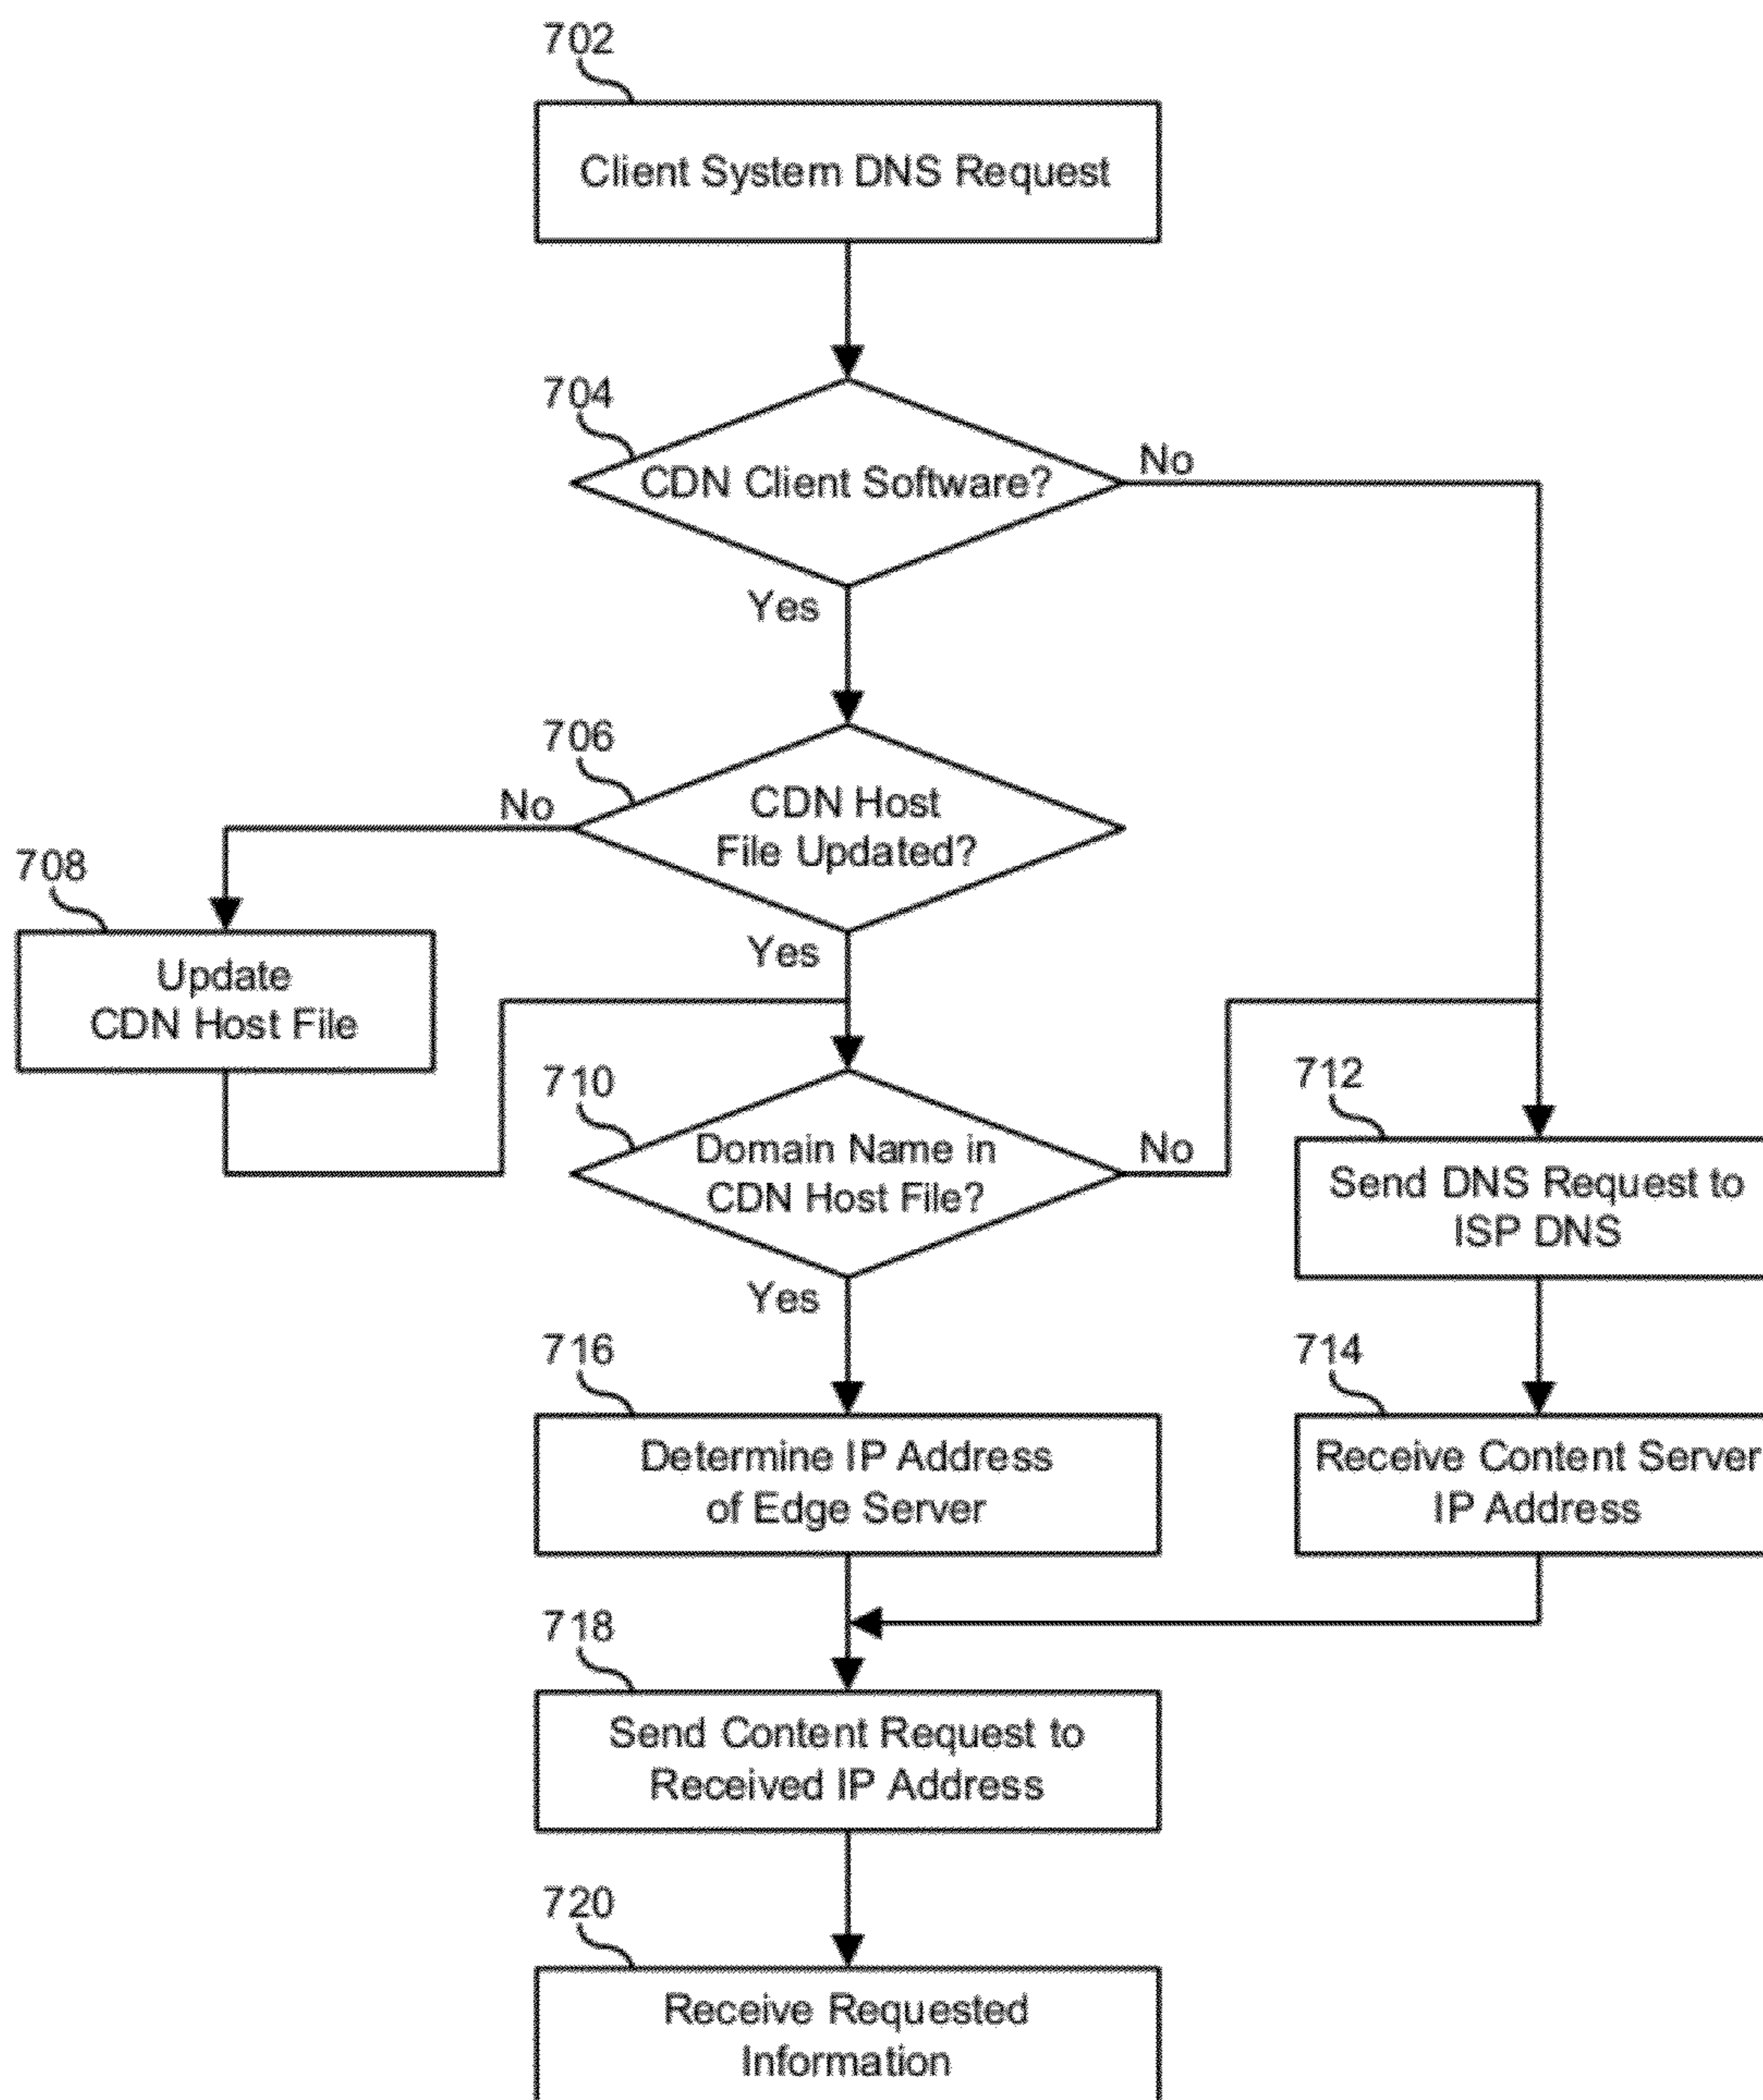 702
Client System DNS Request
704
CDN Client Software?
No
Yes
706
CDN Host
File Updated?
No
Yes
708
Update
CDN Host File
710
Domain Name in
CDN Host File?
No
Yes
712
Send DNS Request to
ISP DNS
714
Receive Content Server
IP Address
716
Determine IP Address
of Edge Server
718
Send Content Request to
Received IP Address
720
Receive Requested
Information